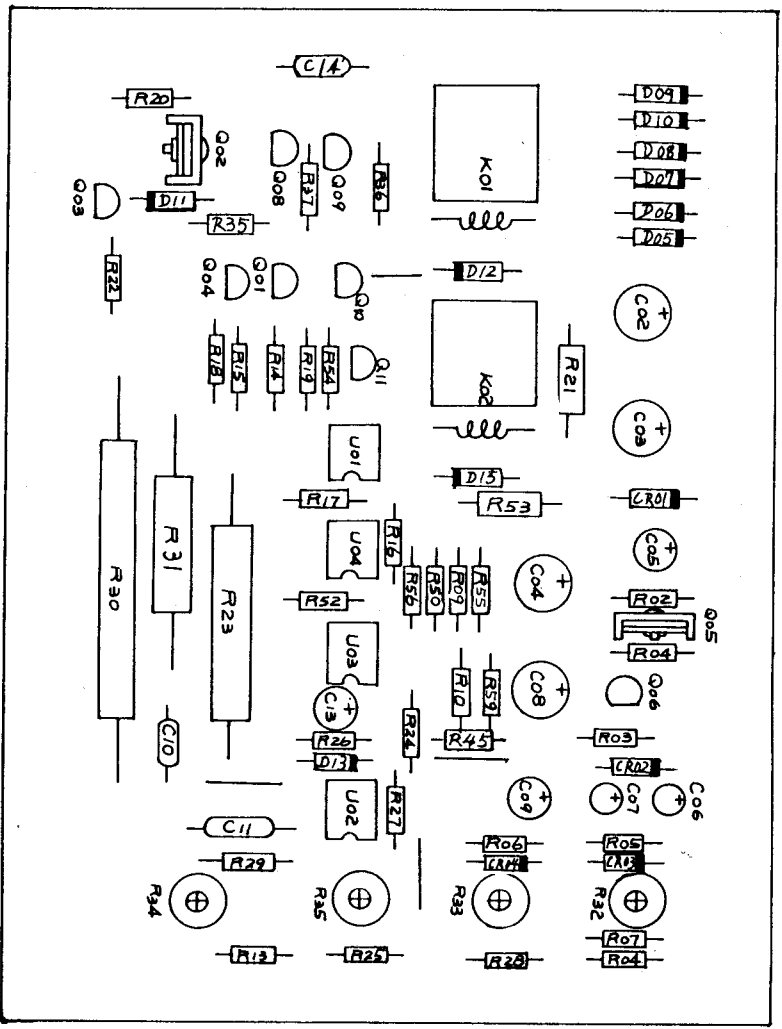 C14
R20
D09
D10
D08
D07
D06
D05
Q02
Q08
R37
Q09
R36
K01
Q03
D11
R35
R22
Q04
Q01
Q10
D12
C02
R18
R15
R14
R19
R54
Q11
K02
R21
C03
U01
D15
R17
R53
CR01
R30
R31
R23
U04
R16
R56
R50
R09
R55
C04
C05
R52
R02
Q05
R04
U03
C13
R24
R10
R59
C08
Q06
C10
R26
R45
R03
D13
CR02
U02
R27
C09
C07
C06
C11
R06
R05
R29
CR04
CR03
R34
R35
R33
R32
R07
R13
R25
R28
R04